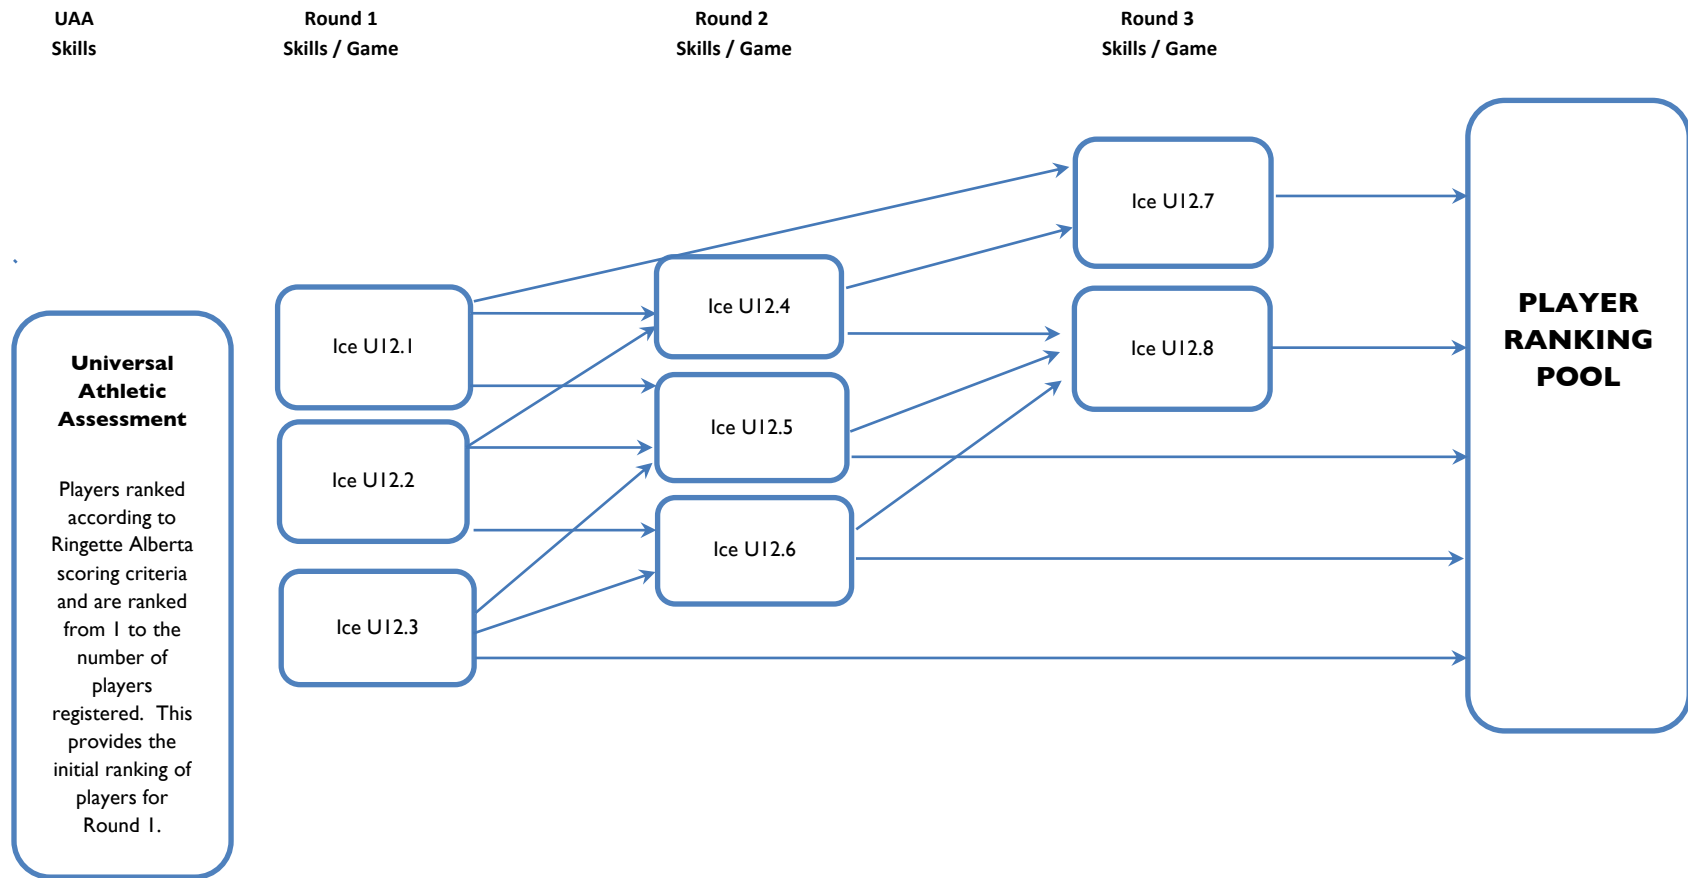 UAA
Skills
Round 1
Skills / Game
Round 2
Skills / Game
Round 3
Skills / Game
Universal
Athletic
Assessment
Players ranked
according to
Ringette Alberta
scoring criteria
and are ranked
from 1 to the
number of
players
registered.  This
provides the
initial ranking of
players for
Round 1.
Ice U12.1
Ice U12.2
Ice U12.3
Ice U12.4
Ice U12.5
Ice U12.6
Ice U12.7
Ice U12.8
PLAYER
RANKING
POOL